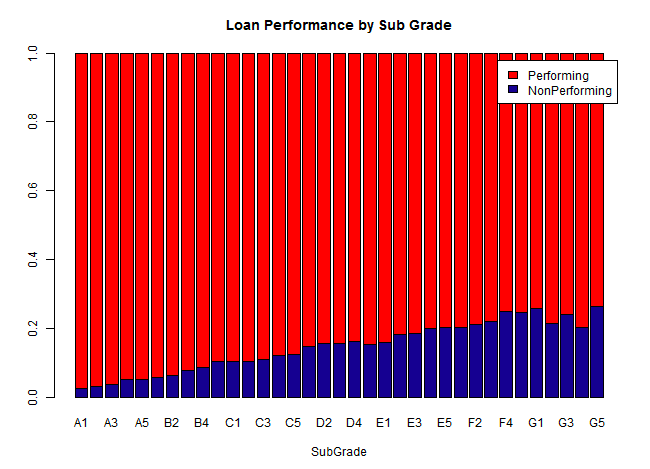 Loan Performance by Sub Grade
Performing
NonPerforming
1.0
0.8
0.6
0.4
0.2
0.0
A1 A3 A5 B2 B4 C1 C3 C5 D2 D4 E1 E3 E5 F2 F4 G1 G3 G5
SubGrade